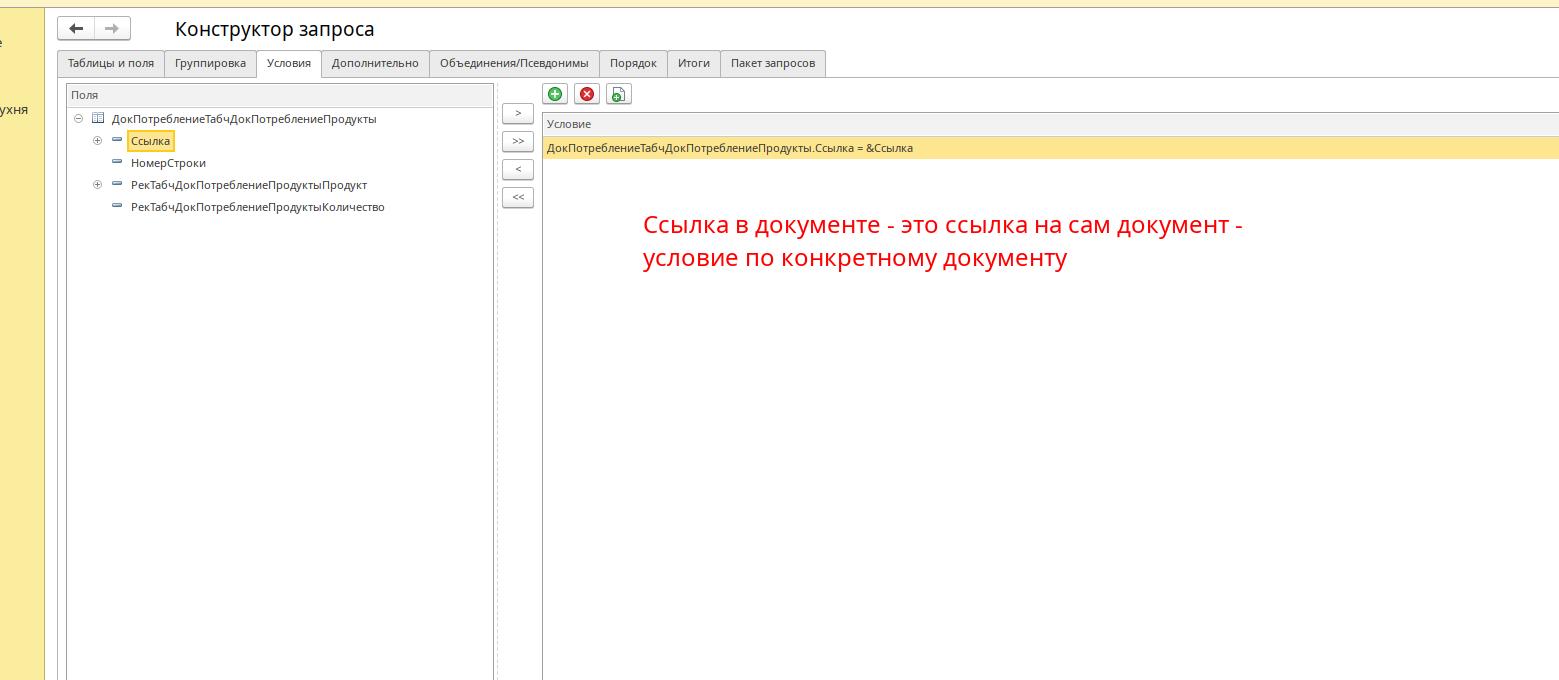 Конструктор запроса
е
ухня
Таблицы и поля
Группировка
Условия
Дополнительно
Объединения/Псевдонимы
Порядок
Итоги
Пакет запросов
Поля
ДокПотреблениеТабчДокПотреблениеПродукты
Ссылка
НомерСтроки
РекТабчДокПотреблениеПродуктыПродукт
РекТабчДокПотреблениеПродуктыКоличество
>
>>
<
<<
Условие
ДокПотреблениеТабчДокПотреблениеПродукты.Ссылка = &Ссылка
Ссылка в документе - это ссылка на сам документ -
условие по конкретному документу